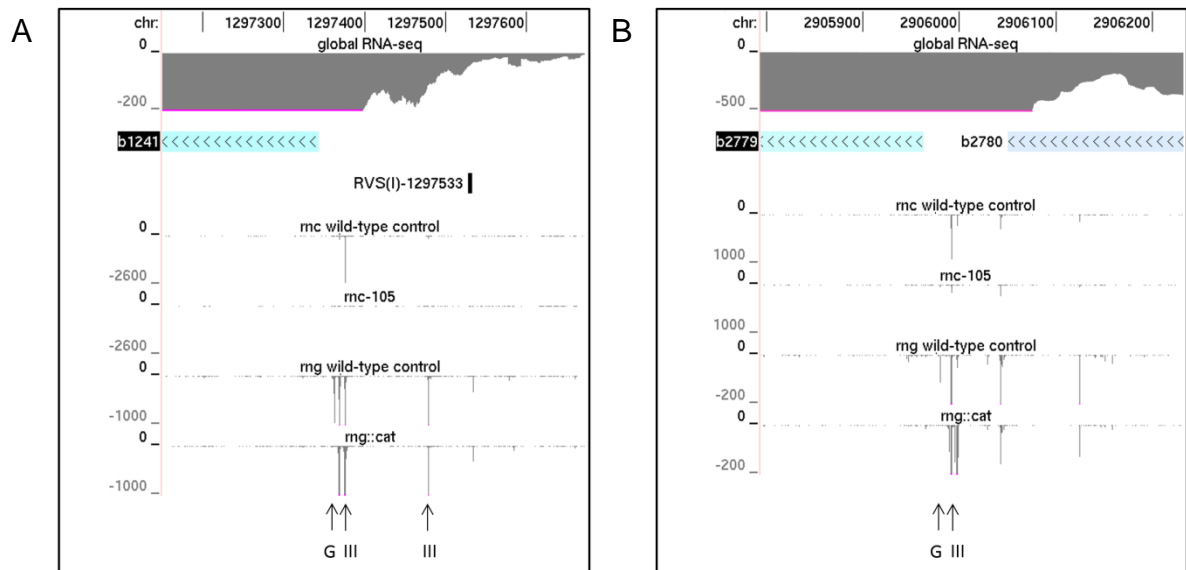 A
chr: 1297300 1297400 1297500 1297600
global RNA-seq
0
-200
b1241
RVS(I)-1297533
rnc wild-type control
0
-2600
rnc-105
0
-2600
rng wild-type control
0
-1000
rng::cat
0
-1000
G III III
B
chr: 2905900 2906000 2906100 2906200
global RNA-seq
0
-500
b2779 b2780
rnc wild-type control
0
1000
rnc-105
0
1000
rng wild-type control
0
-200
rng::cat
0
-200
G III